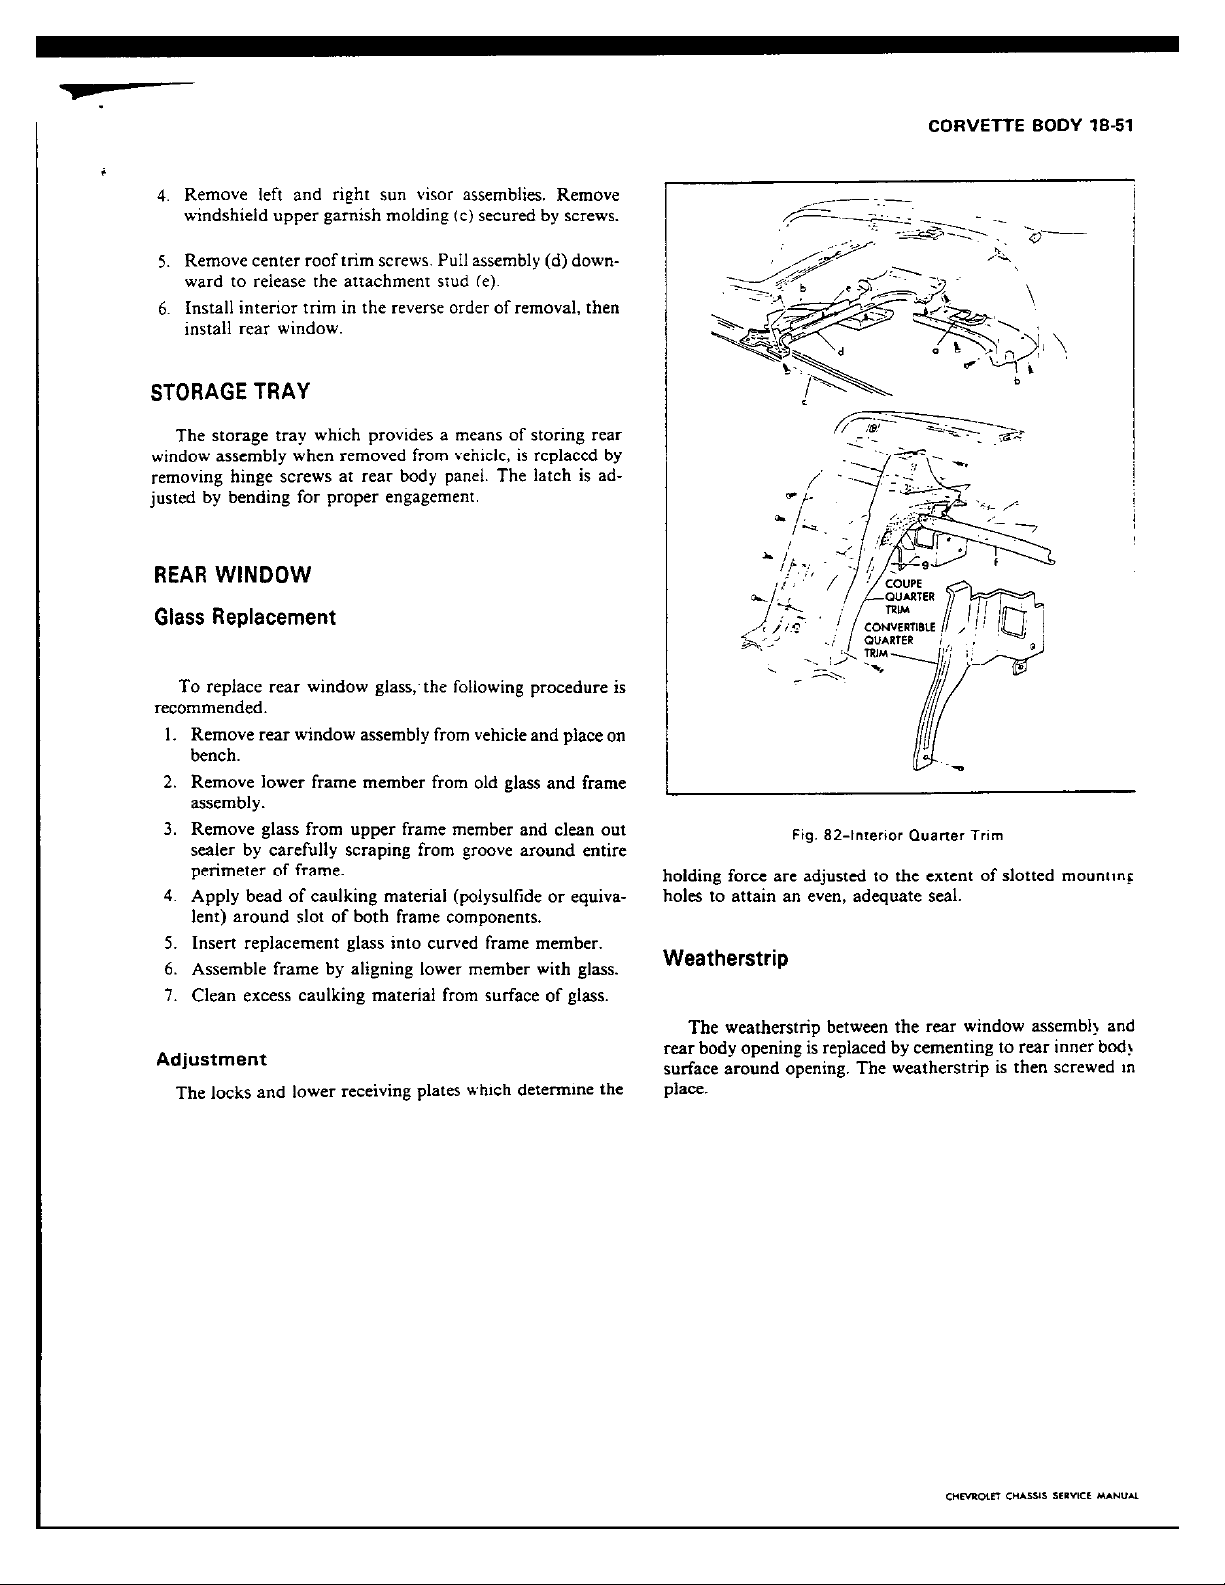 CORVETTE BODY 1B-51
4. Remove left and right sun visor assemblies. Remove
windshield upper garnish molding (c) secured by screws.
5. Remove center roof trim screws. Pull assembly (d) down-
ward to release the attachment stud (e).
6. Install interior trim in the reverse order of removal, then
install rear window.
STORAGE TRAY
The storage tray which provides a means of storing rear
window assembly when removed from vehicle, is replaced by
removing hinge screws at rear body panel. The latch is ad-
justed by bending for proper engagement.
REAR WINDOW
Glass Replacement
To replace rear window glass, the following procedure is
recommended.
1. Remove rear window assembly from vehicle and place on
bench.
2. Remove lower frame member from old glass and frame
assembly.
3. Remove glass from upper frame member and clean out
sealer by carefully scraping from groove around entire
perimeter of frame.
4. Apply bead of caulking material (polysulfide or equiva-
lent) around slot of both frame components.
5. Insert replacement glass into curved frame member.
6. Assemble frame by aligning lower member with glass.
7. Clean excess caulking material from surface of glass.
Adjustment
The locks and lower receiving plates which determine the
b
e
d
a
b
b
c
g
f
COUPE
QUARTER
TRIM
CONVERTIBLE
QUARTER
TRIM
Fig. 82-Interior Quarter Trim
holding force are adjusted to the extent of slotted mounting
holes to attain an even, adequate seal.
Weatherstrip
The weatherstrip between the rear window assembly and
rear body opening is replaced by cementing to rear inner body
surface around opening. The weatherstrip is then screwed in
place.
CHEVROLET CHASSIS SERVICE MANUAL